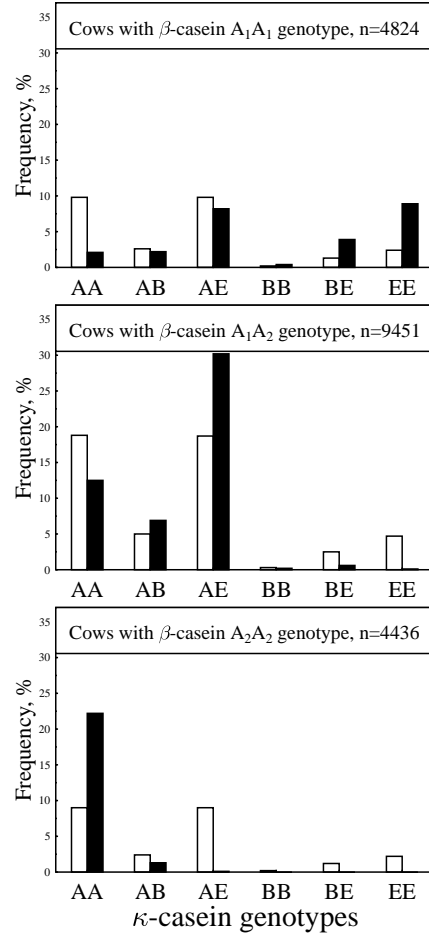 Cows with β-casein A₁A₁ genotype, n=4824
Frequency, %
35
30
25
20
15
10
5
0
AA AB AE BB BE EE
Cows with β-casein A₁A₂ genotype, n=9451
Frequency, %
35
30
25
20
15
10
5
0
AA AB AE BB BE EE
Cows with β-casein A₂A₂ genotype, n=4436
Frequency, %
35
30
25
20
15
10
5
0
AA AB AE BB BE EE
κ-casein genotypes